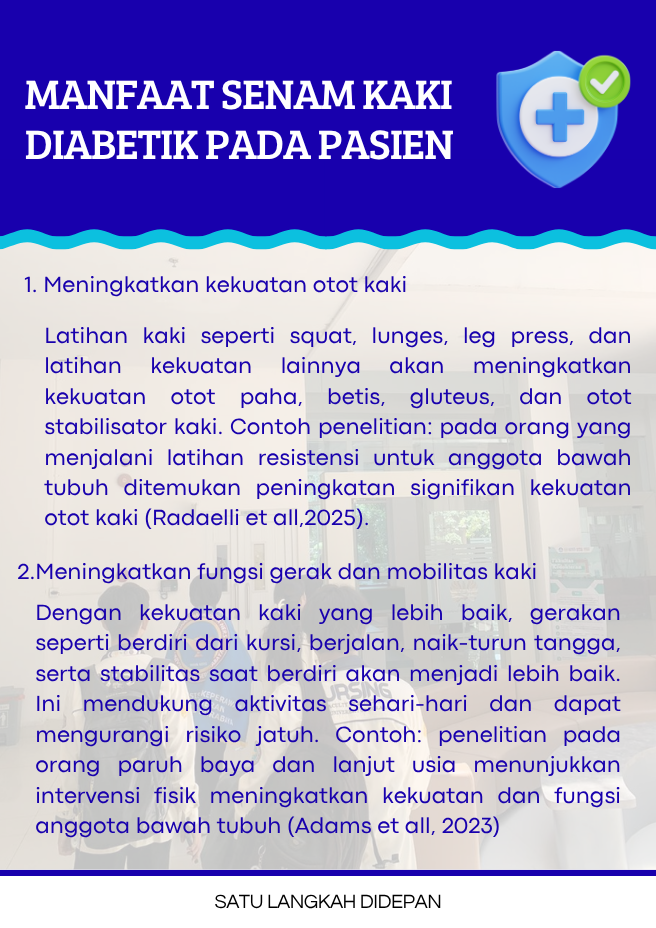 MANFAAT SENAM KAKI
DIABETIK PADA PASIEN
1. Meningkatkan kekuatan otot kaki
Latihan kaki seperti squat, lunges, leg press, dan
latihan kekuatan lainnya akan meningkatkan
kekuatan otot paha, betis, gluteus, dan otot
stabilisator kaki. Contoh penelitian: pada orang yang
menjalani latihan resistensi untuk anggota bawah
tubuh ditemukan peningkatan signifikan kekuatan
otot kaki (Radaelli et all,2025).
2.Meningkatkan fungsi gerak dan mobilitas kaki
Dengan kekuatan kaki yang lebih baik, gerakan
seperti berdiri dari kursi, berjalan, naik-turun tangga,
serta stabilitas saat berdiri akan menjadi lebih baik.
Ini mendukung aktivitas sehari-hari dan dapat
mengurangi risiko jatuh. Contoh: penelitian pada
orang paruh baya dan lanjut usia menunjukkan
intervensi fisik meningkatkan kekuatan dan fungsi
anggota bawah tubuh (Adams et all, 2023)
SATU LANGKAH DIDEPAN